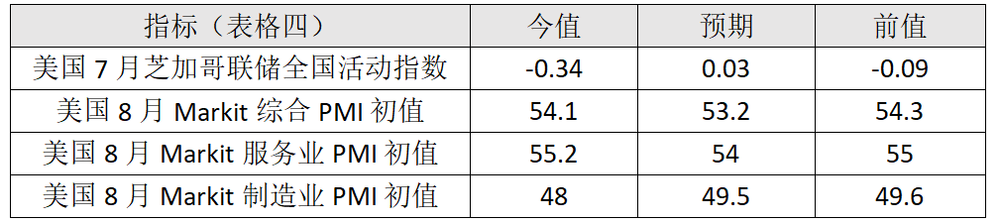 指标（表格四） 今值 预期 前值
美国 7 月芝加哥联储全国活动指数 -0.34 0.03 -0.09
美国 8 月 Markit 综合 PMI 初值 54.1 53.2 54.3
美国 8 月 Markit 服务业 PMI 初值 55.2 54 55
美国 8 月 Markit 制造业 PMI 初值 48 49.5 49.6